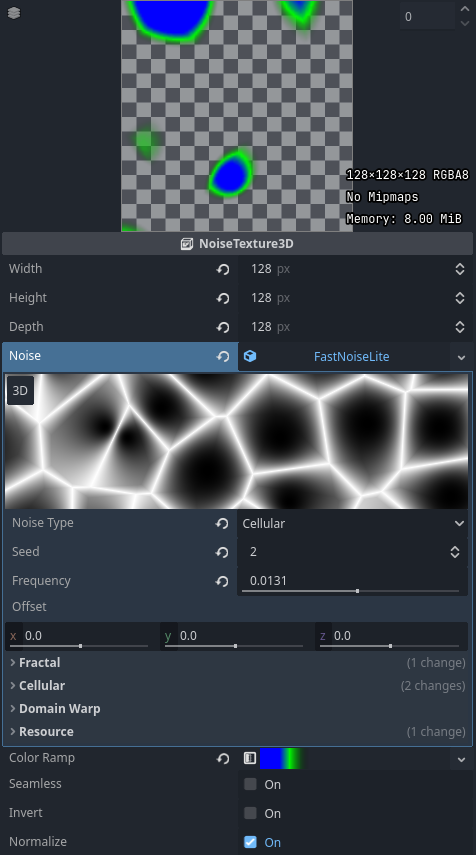 0
128×128×128 RGBA8
No Mipmaps
Memory: 8.00 MiB
NoiseTexture3D
Width 128 px
Height 128 px
Depth 128 px
Noise FastNoiseLite
3D
Noise Type Cellular
Seed 2
Frequency 0.0131
Offset
x 0.0 y 0.0 z 0.0
Fractal (1 change)
Cellular (2 changes)
Domain Warp
Resource (1 change)
Color Ramp
Seamless On
Invert On
Normalize On